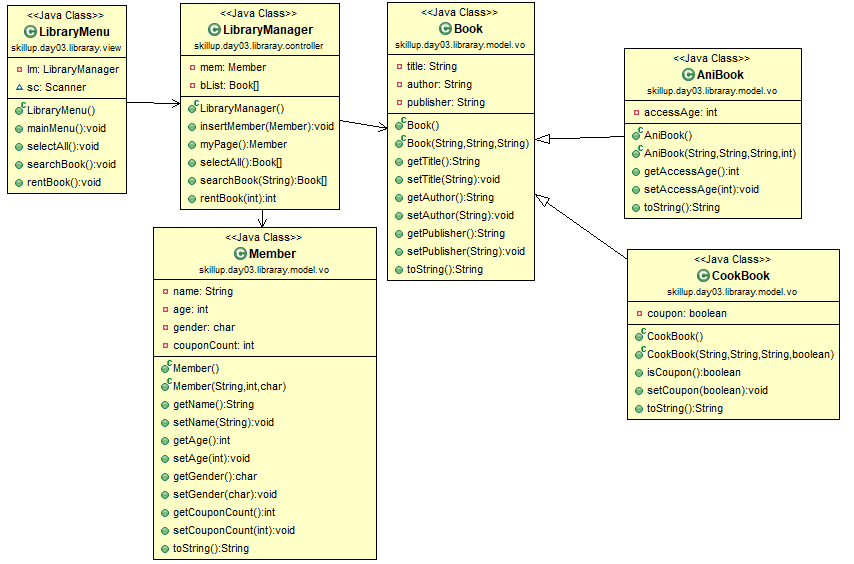 <<Java Class>>
LibraryMenu
skillup.day03.libraray.view
lm: LibraryManager
sc: Scanner
LibraryMenu()
mainMenu():void
selectAll():void
searchBook():void
rentBook():void
<<Java Class>>
LibraryManager
skillup.day03.libraray.controller
mem: Member
bList: Book[]
LibraryManager()
insertMember(Member):void
myPage():Member
selectAll():Book[]
searchBook(String):Book[]
rentBook(int):int
<<Java Class>>
Book
skillup.day03.libraray.model.vo
title: String
author: String
publisher: String
Book()
Book(String,String,String)
getTitle():String
setTitle(String):void
getAuthor():String
setAuthor(String):void
getPublisher():String
setPublisher(String):void
toString():String
<<Java Class>>
AniBook
skillup.day03.libraray.model.vo
accessAge: int
AniBook()
AniBook(String,String,String,int)
getAccessAge():int
setAccessAge(int):void
toString():String
<<Java Class>>
Member
skillup.day03.libraray.model.vo
name: String
age: int
gender: char
couponCount: int
Member()
Member(String,int,char)
getName():String
setName(String):void
getAge():int
setAge(int):void
getGender():char
setGender(char):void
getCouponCount():int
setCouponCount(int):void
toString():String
<<Java Class>>
CookBook
skillup.day03.libraray.model.vo
coupon: boolean
CookBook()
CookBook(String,String,String,boolean)
isCoupon():boolean
setCoupon(boolean):void
toString():String